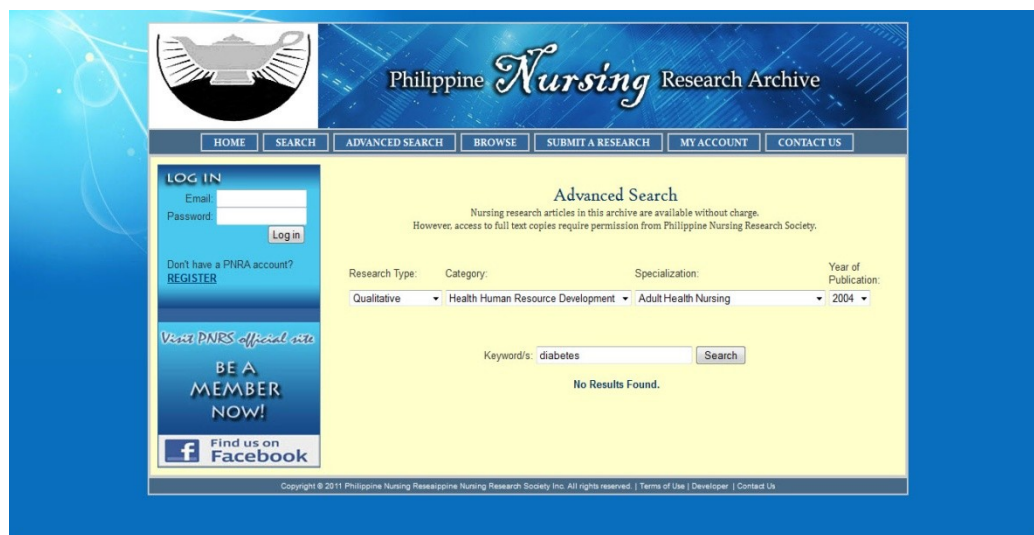 Philippine Nursing Research Archive
HOME SEARCH ADVANCED SEARCH BROWSE SUBMIT A RESEARCH MY ACCOUNT CONTACT US
LOG IN
Email:
Password:
Log in
Don't have a PNRA account?
REGISTER
Visit PNRS official site
BE A
MEMBER
NOW!
Find us on
Facebook
Advanced Search
Nursing research articles in this archive are available without charge.
However, access to full text copies require permission from Philippine Nursing Research Society.
Research Type: Category: Specialization: Year of
Publication:
Qualitative Health Human Resource Development Adult Health Nursing 2004
Keyword/s: diabetes Search
No Results Found.
Copyright © 2011 Philippine Nursing Reseaippine Nursing Research Society Inc. All rights reserved. | Terms of Use | Developer | Contact Us